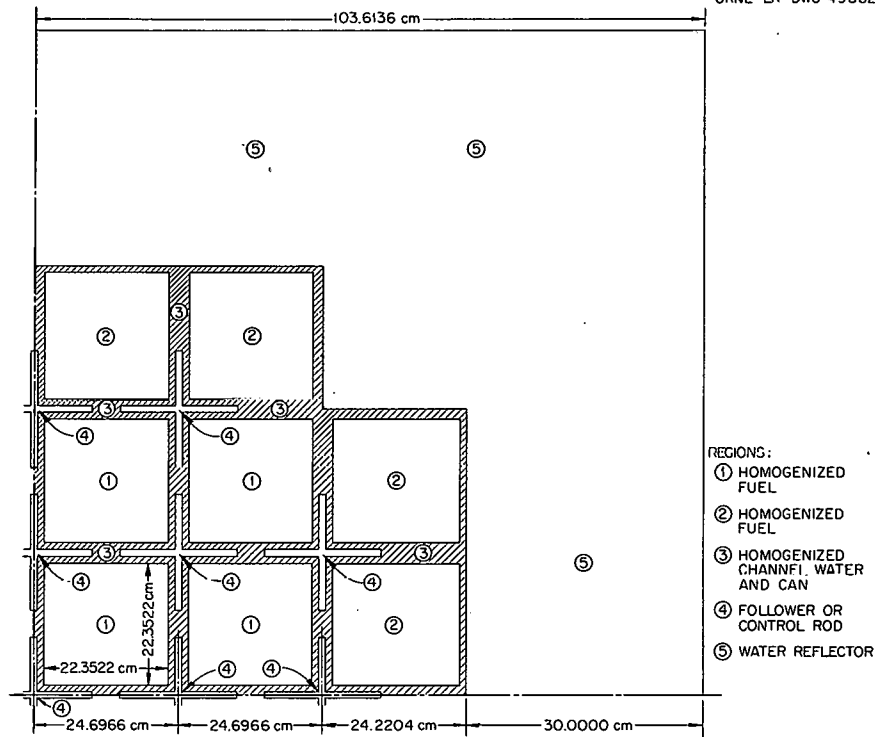 103.6136 cm
⑤ ⑤
③
② ②
③ ③
④ ④
① ① ②
REGIONS:
① HOMOGENIZED
FUEL
② HOMOGENIZED
FUEL
③ HOMOGENIZED
CHANNEL, WATER
AND CAN
④ FOLLOWER OR
CONTROL ROD
⑤ WATER REFLECTOR
③ ③
④ ④ ④
⑤
① ① ②
22.3522 cm
22.3522 cm
④ ④
④
24.6966 cm 24.6966 cm 24.2204 cm 30.0000 cm